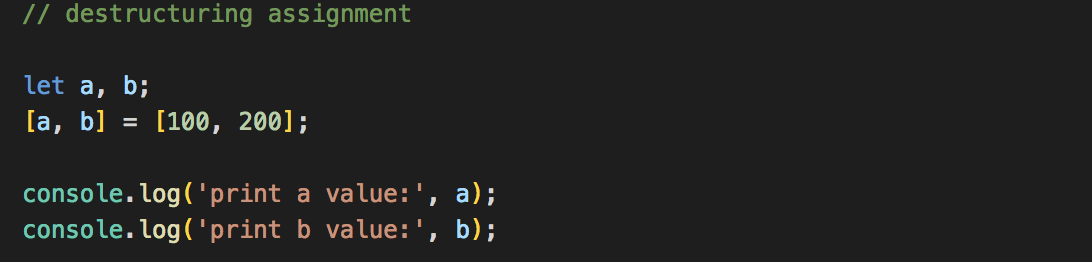 // destructuring assignment
let a, b;
[a, b] = [100, 200];
console.log('print a value:', a);
console.log('print b value:', b);